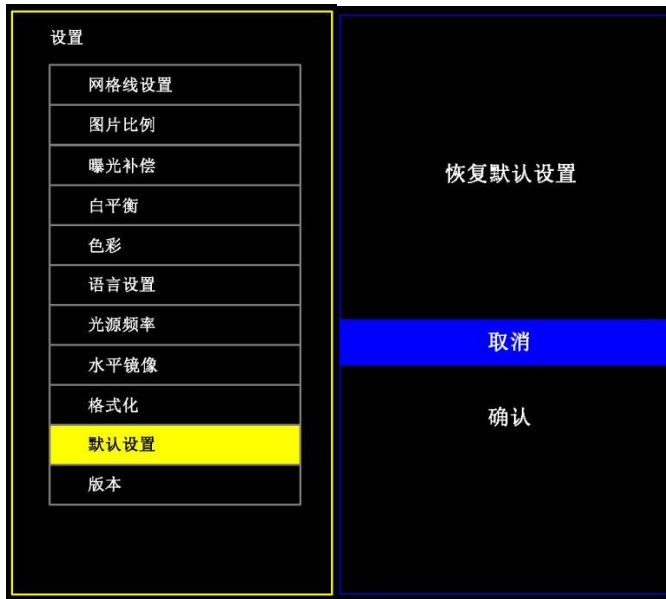 设置
网格线设置
图片比例
曝光补偿
白平衡
色彩
语言设置
光源频率
水平镜像
格式化
默认设置
版本
恢复默认设置
取消
确认